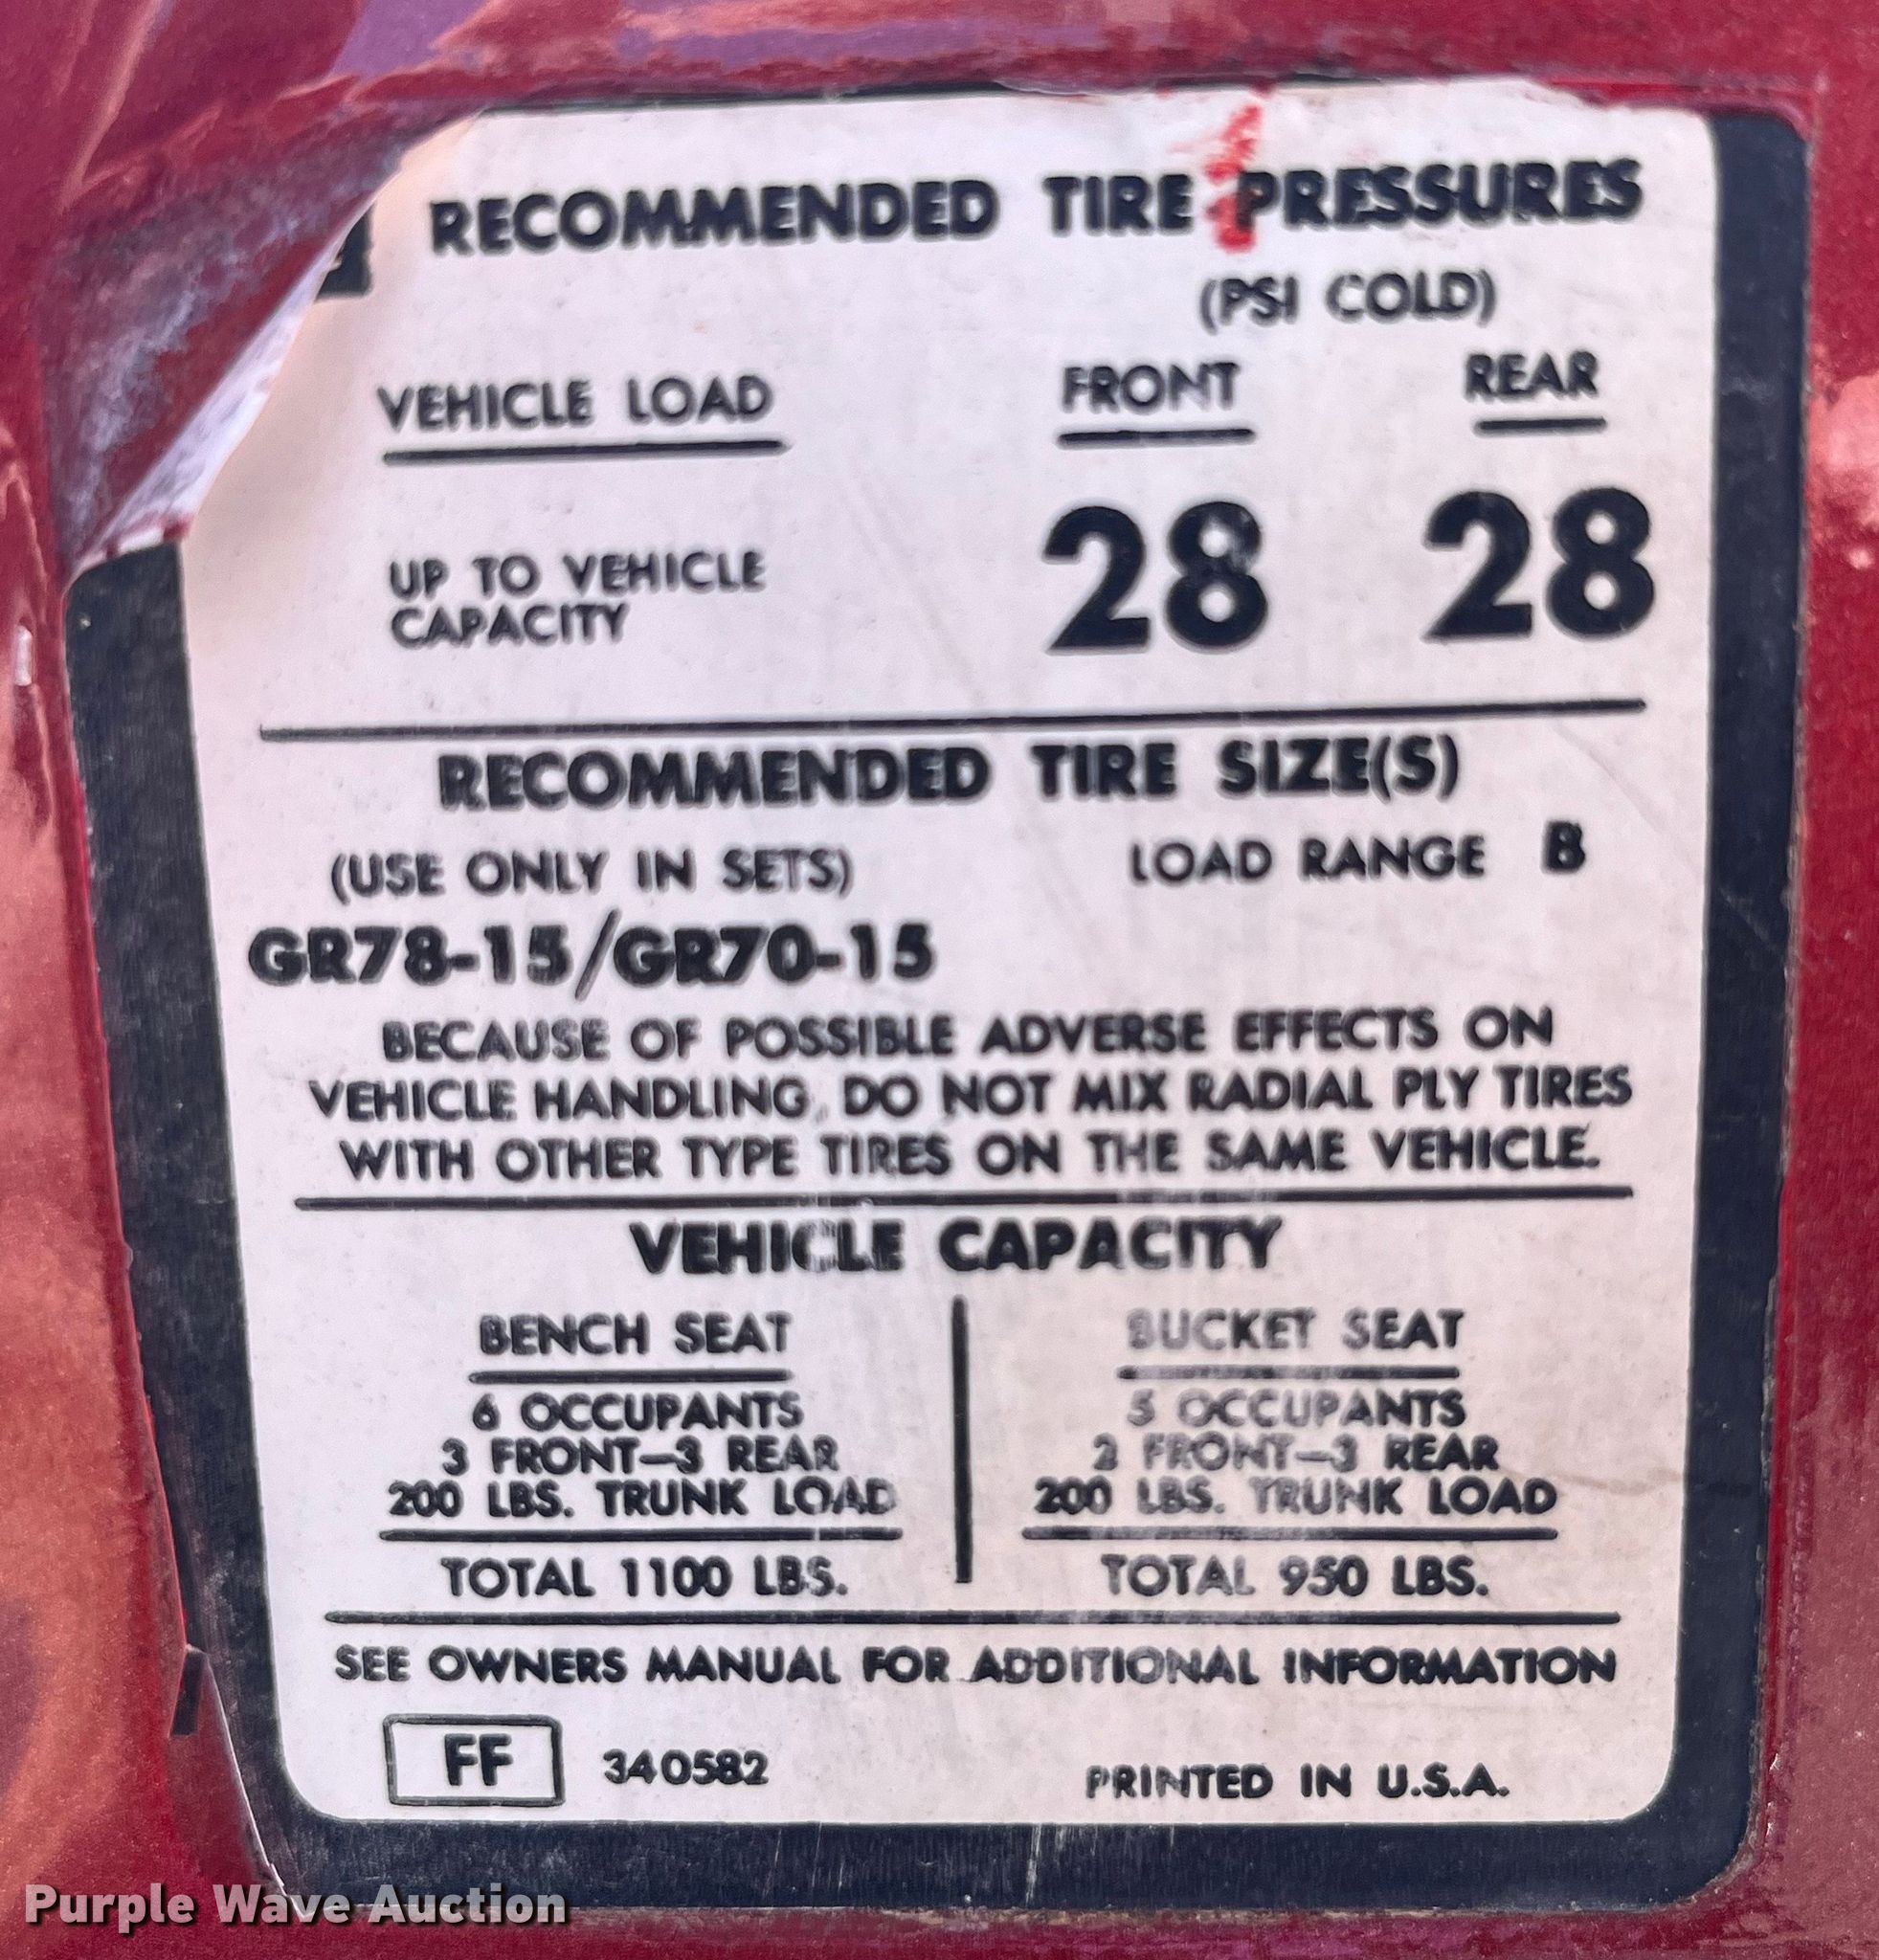 RECOMMENDED TIRE PRESSURES
(PSI COLD)
VEHICLE LOAD FRONT REAR
UP TO VEHICLE
CAPACITY 28 28
RECOMMENDED TIRE SIZE(S)
(USE ONLY IN SETS) LOAD RANGE B
GR78-15/GR70-15
BECAUSE OF POSSIBLE ADVERSE EFFECTS ON
VEHICLE HANDLING, DO NOT MIX RADIAL PLY TIRES
WITH OTHER TYPE TIRES ON THE SAME VEHICLE.
VEHICLE CAPACITY
BENCH SEAT
6 OCCUPANTS
3 FRONT-3 REAR
200 LBS. TRUNK LOAD
TOTAL 1100 LBS.
BUCKET SEAT
5 OCCUPANTS
2 FRONT-3 REAR
200 LBS. TRUNK LOAD
TOTAL 950 LBS.
SEE OWNERS MANUAL FOR ADDITIONAL INFORMATION
FF 340582 PRINTED IN U.S.A.
Purple Wave Auction